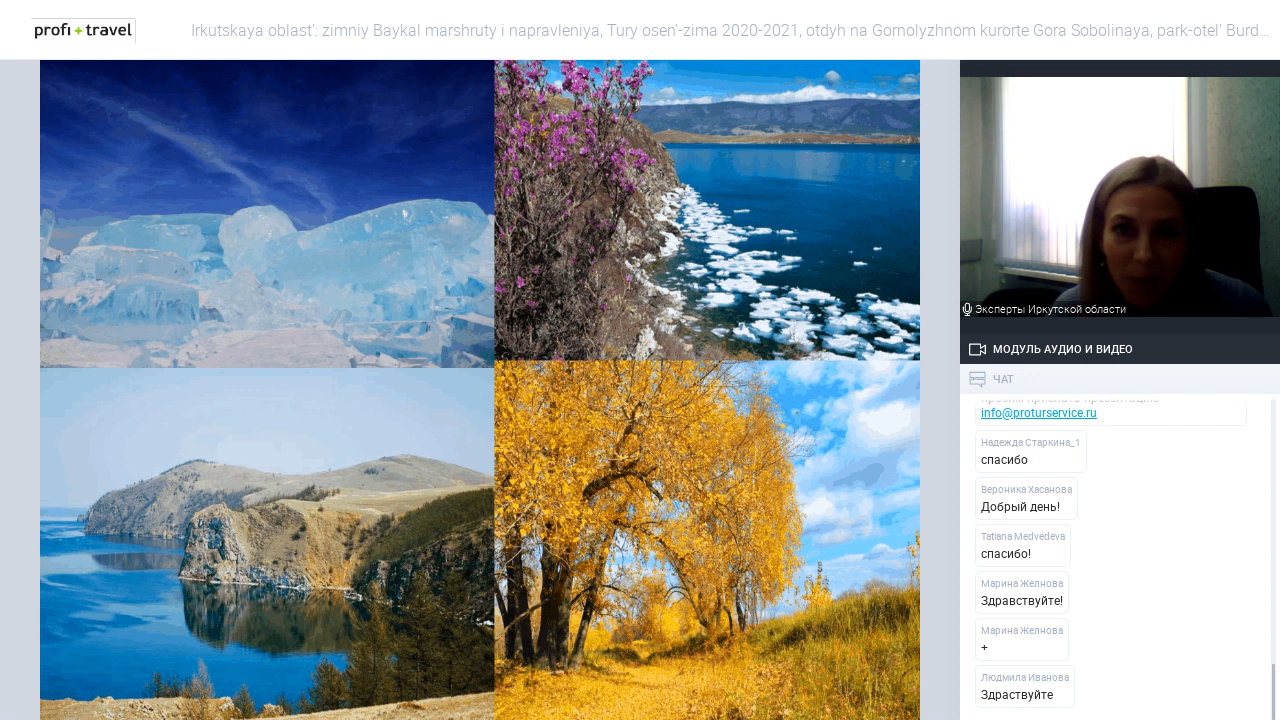 profi + travel
Irkutskaya oblast': zimniy Baykal marshruty i napravleniya, Tury osen'-zima 2020-2021, otdyh na Gornolyzhnom kurorte Gora Sobolinaya, park-otel' Burd...
Эксперты Иркутской области
МОДУЛЬ АУДИО И ВИДЕО
ЧАТ
info@proturservice.ru
Надежда Старкина_1
спасибо
Вероника Хасанова
Добрый день!
Tatiana Medvedeva
спасибо!
Марина Желнова
Здравствуйте!
Марина Желнова
+
Людмила Иванова
Здраствуйте